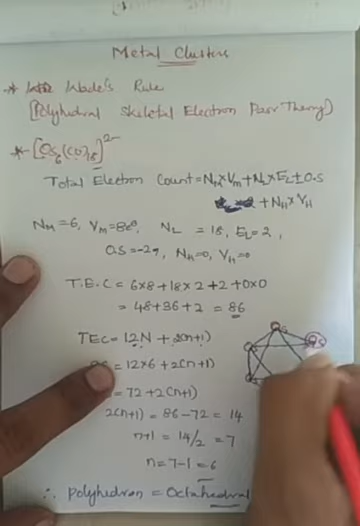 Metal Clusters
* Wade's Rule
(Polyhedral Skeletal Electron Pair Theory)
* [Os6(CO)18]2-
Total Electron Count = NM×VM + NL×EL ± O.S
+ NH×VH
NM=6, VM=8e⊖, NL = 18, EL=2,
O.S=-2, NH=0, VH=0
T.E.C = 6×8+18×2+2+0×0
= 48+36+2 = 86
TEC = 12N + 2(n+1)
= 12×6 + 2(n+1)
= 72+2(n+1)
2(n+1) = 86-72 = 14
n+1 = 14/2 = 7
n=7-1=6
∴ Polyhedron = Octahedral